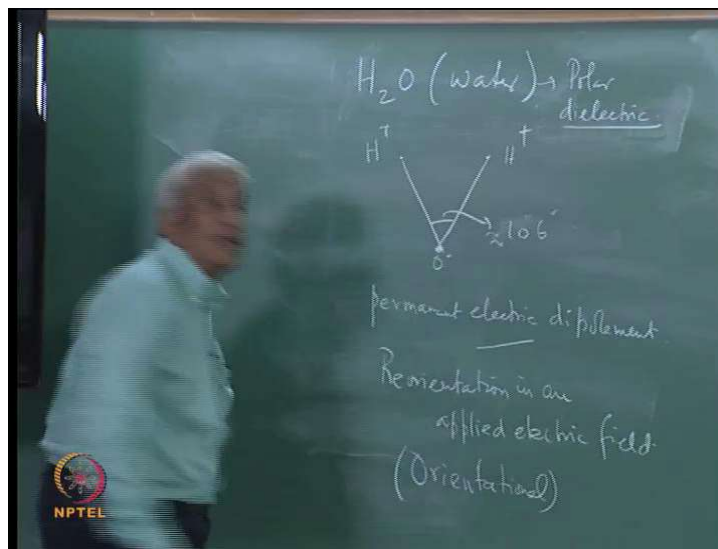 H₂O (water) → Polar
dielectric.
H⁺ H⁺
≈106°
O⁻
permanent electric dipolement
Reorientation in an
applied electric field.
(Orientational)
NPTEL